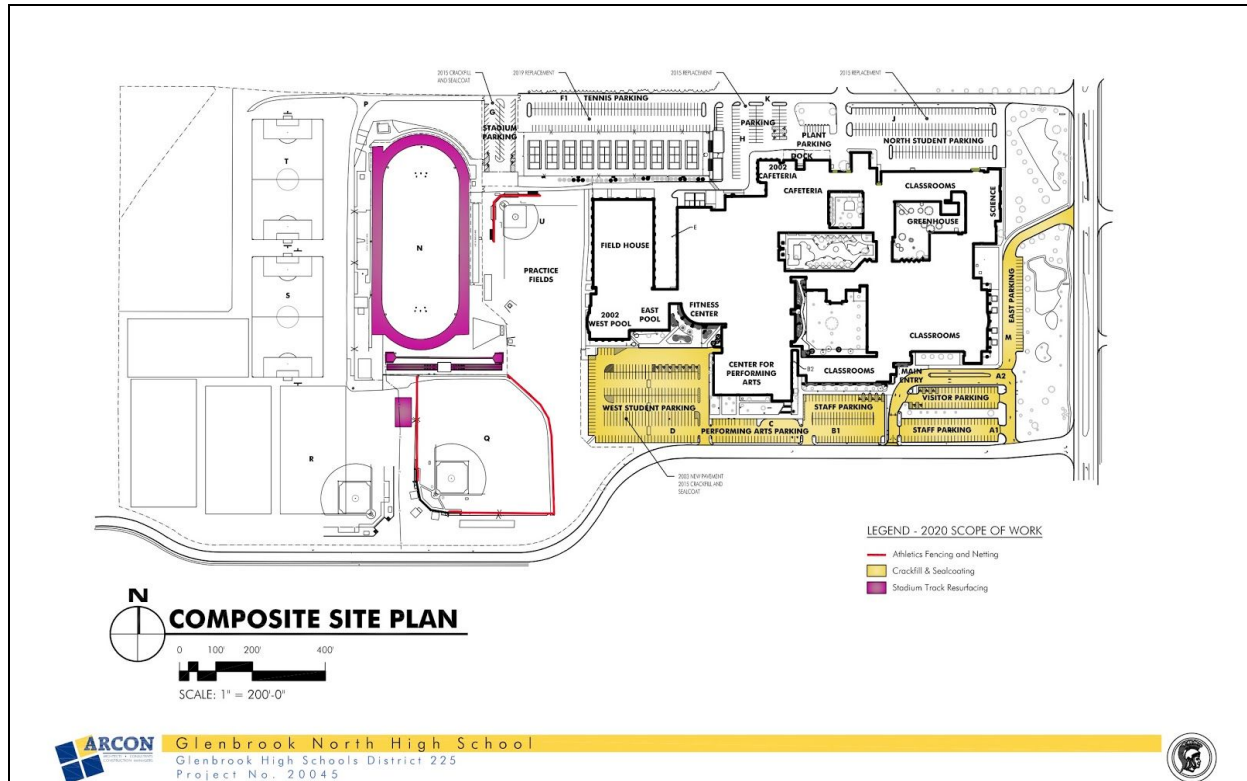 2015 CRACKFILL
AND SEALCOAT
2019 REPLACEMENT
2015 REPLACEMENT
2015 REPLACEMENT
P
G
STADIUM
PARKING
F1 TENNIS PARKING
K
PARKING
H
PLANT
PARKING
DOCK
J
NORTH STUDENT PARKING
2002
CAFETERIA
CAFETERIA
CLASSROOMS
SCIENCE
GREENHOUSE
T
N
U
E
FIELD HOUSE
PRACTICE
FIELDS
S
2002
WEST POOL
EAST
POOL
FITNESS
CENTER
EAST PARKING
M
CLASSROOMS
CENTER FOR
PERFORMING
ARTS
B2
CLASSROOMS
MAIN
ENTRY
A2
VISITOR PARKING
WEST STUDENT PARKING
STAFF PARKING
D
C
PERFORMING ARTS PARKING
B1
STAFF PARKING
A1
Q
R
2003 NEW PAVEMENT
2015 CRACKFILL AND
SEALCOAT
LEGEND - 2020 SCOPE OF WORK
Athletics Fencing and Netting
Crackfill & Sealcoating
Stadium Track Resurfacing
N
COMPOSITE SITE PLAN
0 100' 200' 400'
SCALE: 1" = 200'-0"
ARCON
Glenbrook North High School
Glenbrook High Schools District 225
Project No. 20045